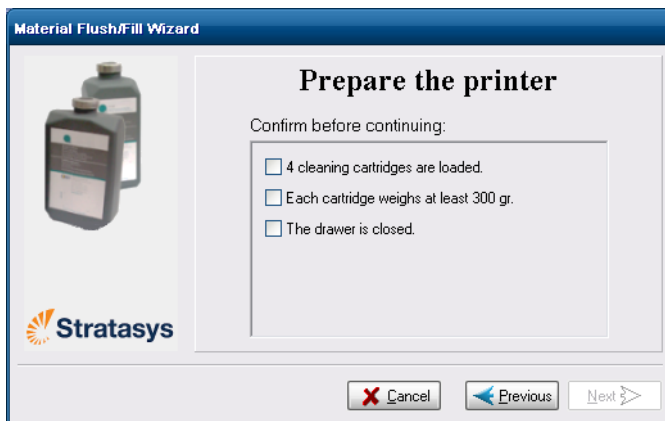 Material Flush/Fill Wizard
Prepare the printer
Confirm before continuing:
4 cleaning cartridges are loaded.
Each cartridge weighs at least 300 gr.
The drawer is closed.
Stratasys
Cancel
Previous
Next